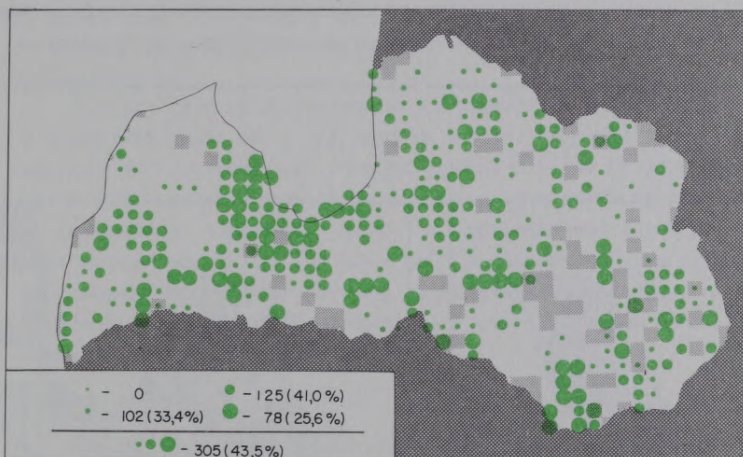 - 0 - 125 (41,0 %)
- 102 (33,4 %) - 78 (25,6 %)
- 305 (43,5 %)